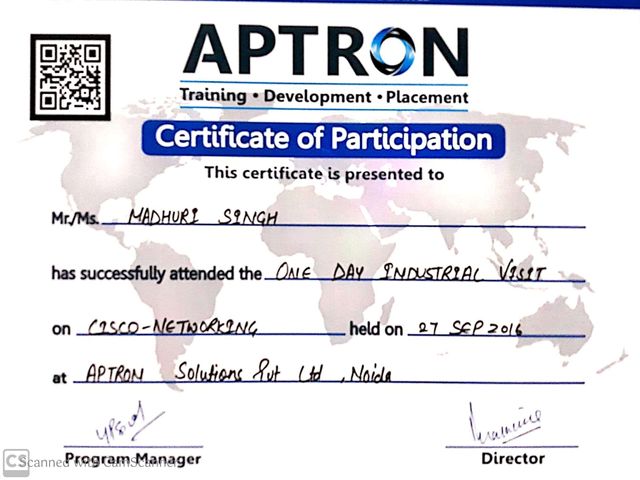 APTRON
Training • Development • Placement
Certificate of Participation
This certificate is presented to
Mr./Ms. MADHURI SINGH
has successfully attended the ONE DAY INDUSTRIAL VISIT
on CISCO-NETWORKING held on 27 SEP 2016
at APTRON Solutions Pvt Ltd, Noida
Program Manager Director
CS Scanned with CamScanner